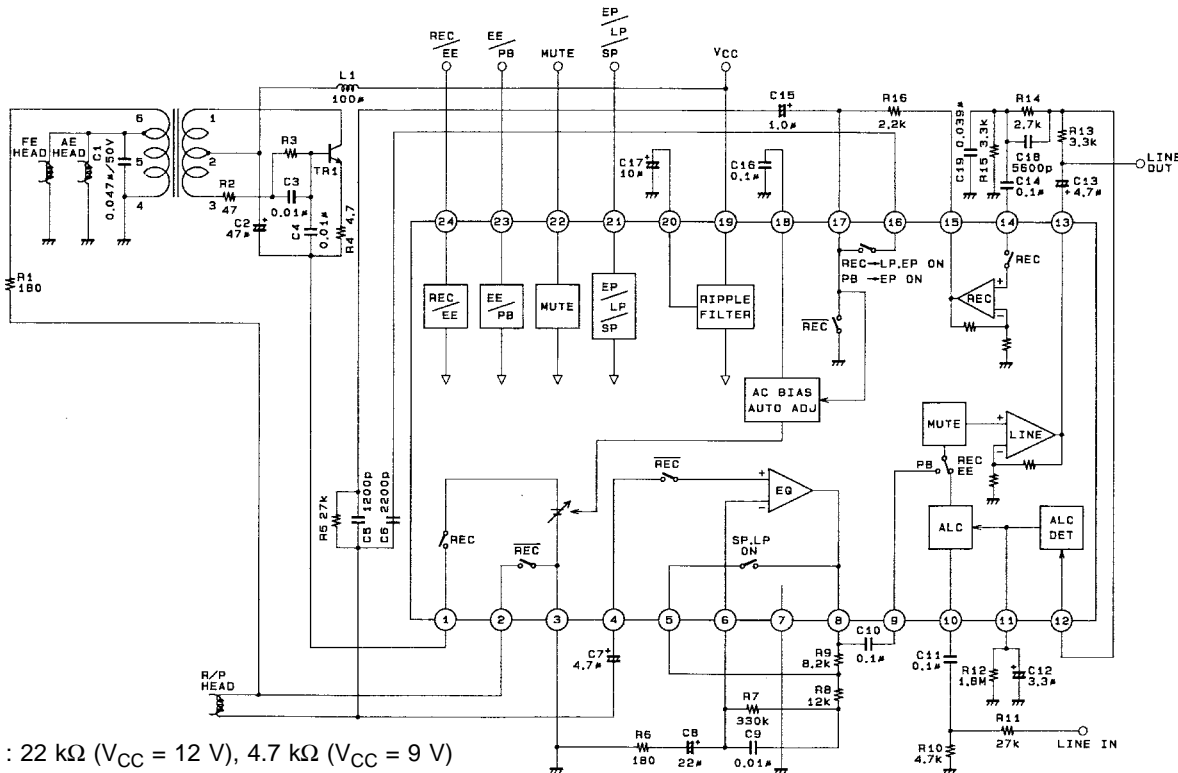 REC
EE
EE
PB
MUTE
EP
LP
SP
VCC
L1
100μ
6
5
4
1
2
3
FE
HEAD
AE
HEAD
C1
0.047μ/50V
R1
180
R2
47
C2
47μ
R3
C3
0.01μ
C4
0.01μ
TR1
R4 4.7
C15
1.0μ
R16
2.2k
C17
10μ
C16
0.1μ
C19 0.039μ
R15 3.3k
R14
2.7k
C18
5600p
C14
0.1μ
R13
3.3k
C13
4.7μ
LINE
OUT
24
23
22
21
20
19
18
17
16
15
14
13
REC
EE
EE
PB
MUTE
EP
LP
SP
RIPPLE
FILTER
REC→LP,EP ON
PB →EP ON
REC
REC
REC
AC BIAS
AUTO ADJ
MUTE
LINE
PB
REC
EE
REC
EQ
ALC
ALC
DET
SP,LP
ON
REC
REC
R5 27k
C5 1200p
C6 2200p
1
2
3
4
5
6
7
8
9
10
11
12
R/P
HEAD
C7
4.7μ
R9
8.2k
R8
12k
C10
0.1μ
C11
0.1μ
R12
1.8M
C12
3.3μ
R7
330k
R6
180
C8
22μ
C9
0.01μ
R10
4.7k
R11
27k
LINE IN
: 22 kΩ (VCC = 12 V), 4.7 kΩ (VCC = 9 V)